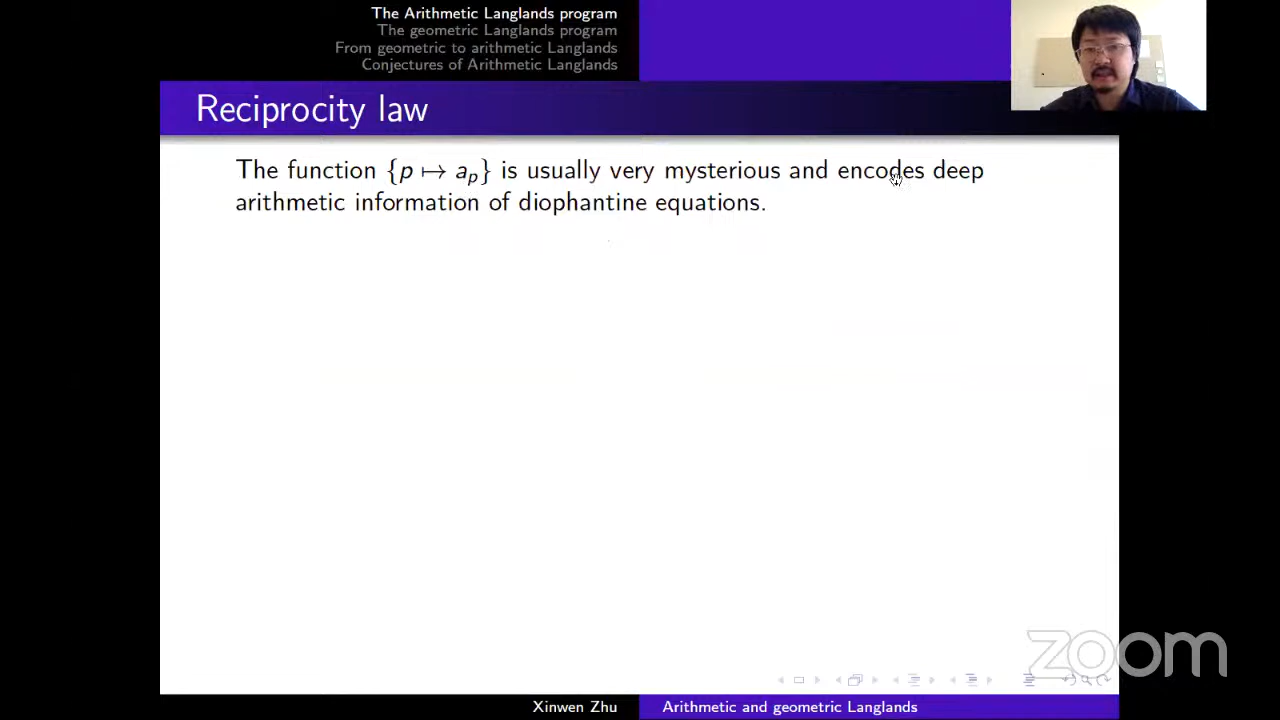 The Arithmetic Langlands program
The geometric Langlands program
From geometric to arithmetic Langlands
Conjectures of Arithmetic Langlands
Reciprocity law
The function {p ↦ aₚ} is usually very mysterious and encodes deep
arithmetic information of diophantine equations.
zoom
Xinwen Zhu
Arithmetic and geometric Langlands